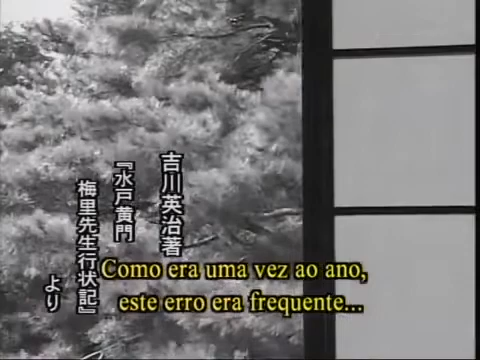 吉川英治著
『水戸黄門
梅里先生行状記』
より
Como era uma vez ao ano,
este erro era frequente...